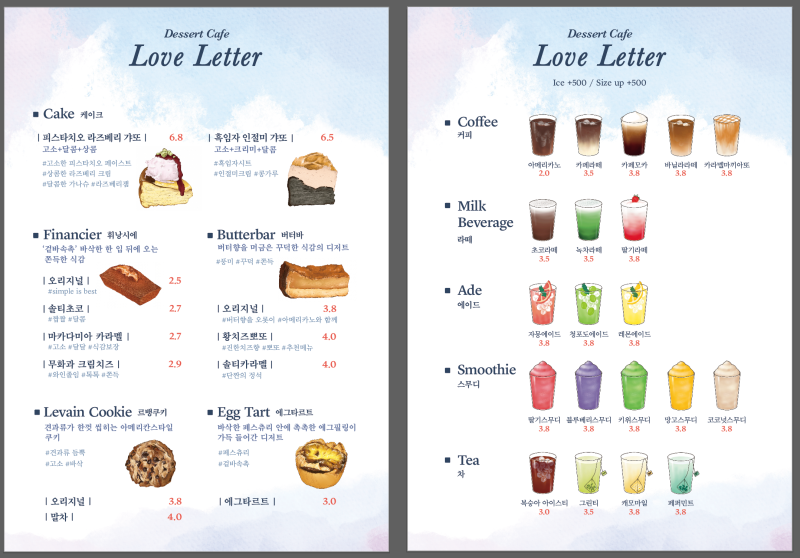 Dessert Cafe
Love Letter
Cake 케이크
| 피스타치오 라즈베리 갸또 | 6.8
고소+달콤+상콤
#고소한 피스타치오 페이스트
#상콤한 라즈베리 크림
#달콤한 가나슈 #라즈베리잼
| 흑임자 인절미 갸또 | 6.5
고소+크리미+달콤
#흑임자시트
#인절미크림 #콩가루
Financier 휘낭시에
'겉바속촉' 바삭한 한 입 뒤에 오는
쫀득한 식감
| 오리지널 | 2.5
#simple is best
| 솔티초코 | 2.7
#짭짤 #달콤
| 마카다미아 카라멜 | 2.7
#고소 #달달 #식감보장
| 무화과 크림치즈 | 2.9
#와인졸임 #톡톡 #쫀득
Butterbar 버터바
버터향을 머금은 꾸덕한 식감의 디저트
#풍미 #꾸덕 #쫀득
| 오리지널 | 3.8
#버터향을 오롯이 #아메리카노와 함께
| 황치즈뽀또 | 4.0
#진한치즈향 #뽀또 #추천메뉴
| 솔티카라멜 | 4.0
#단짠의 정석
Levain Cookie 르뱅쿠키
견과류가 한껏 씹히는 아메리칸스타일
쿠키
#견과류 듬뿍
#고소 #바삭
| 오리지널 | 3.8
| 말차 | 4.0
Egg Tart 에그타르트
바삭한 패스츄리 안에 촉촉한 에그필링이
가득 들어간 디저트
#패스츄리
#겉바속촉
| 에그타르트 | 3.0
Dessert Cafe
Love Letter
Ice +500 / Size up +500
Coffee
커피
아메리카노 카페라떼 카페모카 바닐라라떼 카라멜마끼아또
2.0 3.5 3.8 3.8 3.8
Milk
Beverage
라떼
초코라떼 녹차라떼 딸기라떼
3.5 3.5 3.8
Ade
에이드
자몽에이드 청포도에이드 레몬에이드
3.8 3.8 3.8
Smoothie
스무디
딸기스무디 블루베리스무디 키위스무디 망고스무디 코코넛스무디
3.8 3.8 3.8 3.8 3.8
Tea
차
복숭아 아이스티 그린티 캐모마일 페퍼민트
3.0 3.5 3.8 3.8